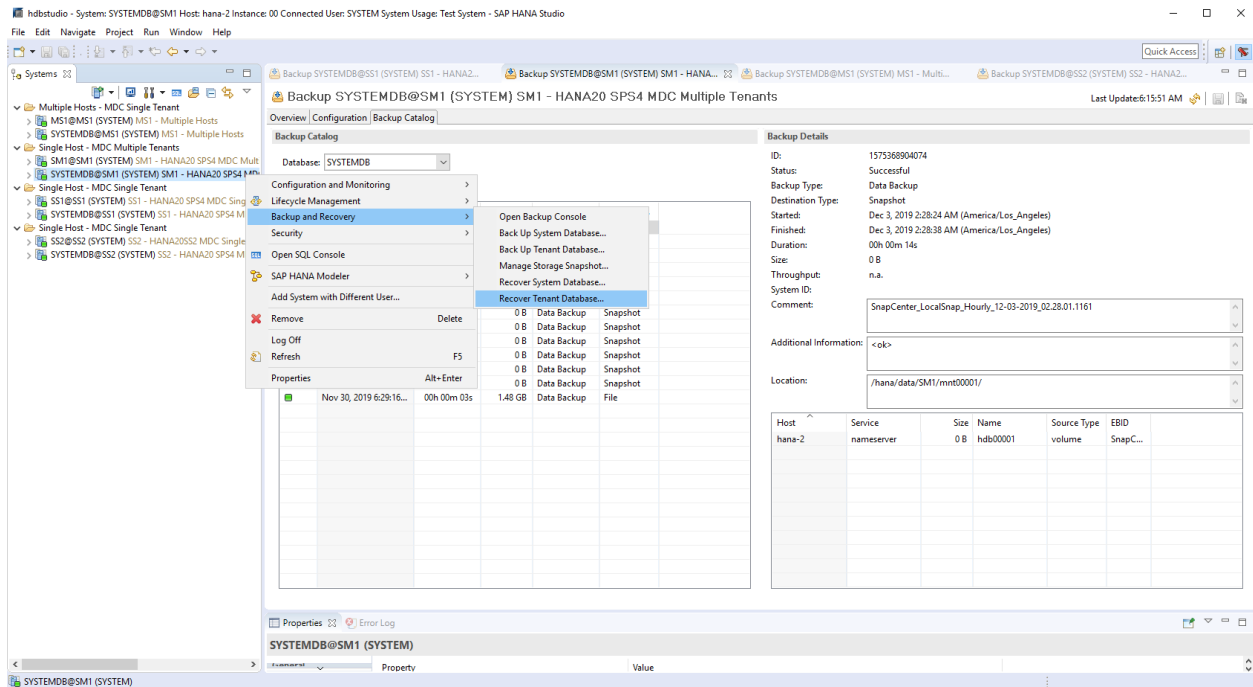 hdbstudio - System: SYSTEMDB@SM1 Host: hana-2 Instance: 00 Connected User: SYSTEM System Usage: Test System - SAP HANA Studio
File Edit Navigate Project Run Window Help
Quick Access
Systems
Backup SYSTEMDB@SS1 (SYSTEM) SS1 - HANA2...
Backup SYSTEMDB@SM1 (SYSTEM) SM1 - HANA...
Backup SYSTEMDB@MS1 (SYSTEM) MS1 - Multi...
Backup SYSTEMDB@SS2 (SYSTEM) SS2 - HANA2...
Multiple Hosts - MDC Single Tenant
MS1@MS1 (SYSTEM) MS1 - Multiple Hosts
SYSTEMDB@MS1 (SYSTEM) MS1 - Multiple Hosts
Single Host - MDC Multiple Tenants
SM1@SM1 (SYSTEM) SM1 - HANA20 SPS4 MDC Mult
SYSTEMDB@SM1 (SYSTEM) SM1 - HANA20 SPS4 MD
Single Host - MDC Single Tenant
SS1@SS1 (SYSTEM) SS1 - HANA20 SPS4 MDC Sing
SYSTEMDB@SS1 (SYSTEM) SS1 - HANA20 SPS4 M
Single Host - MDC Single Tenant
SS2@SS2 (SYSTEM) SS2 - HANA20SS2 MDC Single
SYSTEMDB@SS2 (SYSTEM) SS2 - HANA20 SPS4 M
Backup SYSTEMDB@SM1 (SYSTEM) SM1 - HANA20 SPS4 MDC Multiple Tenants
Last Update:6:15:51 AM
Overview Configuration Backup Catalog
Backup Catalog
Database: SYSTEMDB
Configuration and Monitoring
Lifecycle Management
Backup and Recovery
Security
Open SQL Console
SAP HANA Modeler
Add System with Different User...
Remove Delete
Log Off
Refresh F5
Properties Alt+Enter
Open Backup Console
Back Up System Database...
Back Up Tenant Database...
Manage Storage Snapshot...
Recover System Database...
Recover Tenant Database...
0 B Data Backup Snapshot
0 B Data Backup Snapshot
0 B Data Backup Snapshot
0 B Data Backup Snapshot
0 B Data Backup Snapshot
0 B Data Backup Snapshot
Nov 30, 2019 6:29:16... 00h 00m 03s 1.48 GB Data Backup File
Backup Details
ID: 1575368904074
Status: Successful
Backup Type: Data Backup
Destination Type: Snapshot
Started: Dec 3, 2019 2:28:24 AM (America/Los_Angeles)
Finished: Dec 3, 2019 2:28:38 AM (America/Los_Angeles)
Duration: 00h 00m 14s
Size: 0 B
Throughput: n.a.
System ID:
Comment: SnapCenter_LocalSnap_Hourly_12-03-2019_02.28.01.1161
Additional Information: <ok>
Location: /hana/data/SM1/mnt00001/
Host Service Size Name Source Type EBID
hana-2 nameserver 0 B hdb00001 volume SnapC...
Properties Error Log
SYSTEMDB@SM1 (SYSTEM)
General Property Value
SYSTEMDB@SM1 (SYSTEM)